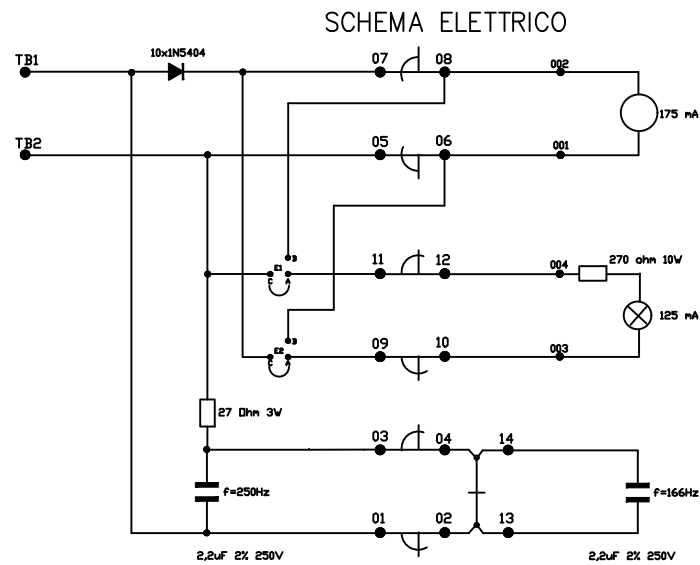 SCHEMA ELETTRICO
10x1N5404
TB1
07
08
002
175 mA
TB2
05
06
001
B
E1
C
A
11
12
004
270 ohm 10W
125 mA
B
E2
C
A
09
10
003
27 Ohm 3W
03
04
14
f=250Hz
f=166Hz
01
02
13
2,2uF 2% 250V
2,2uF 2% 250V